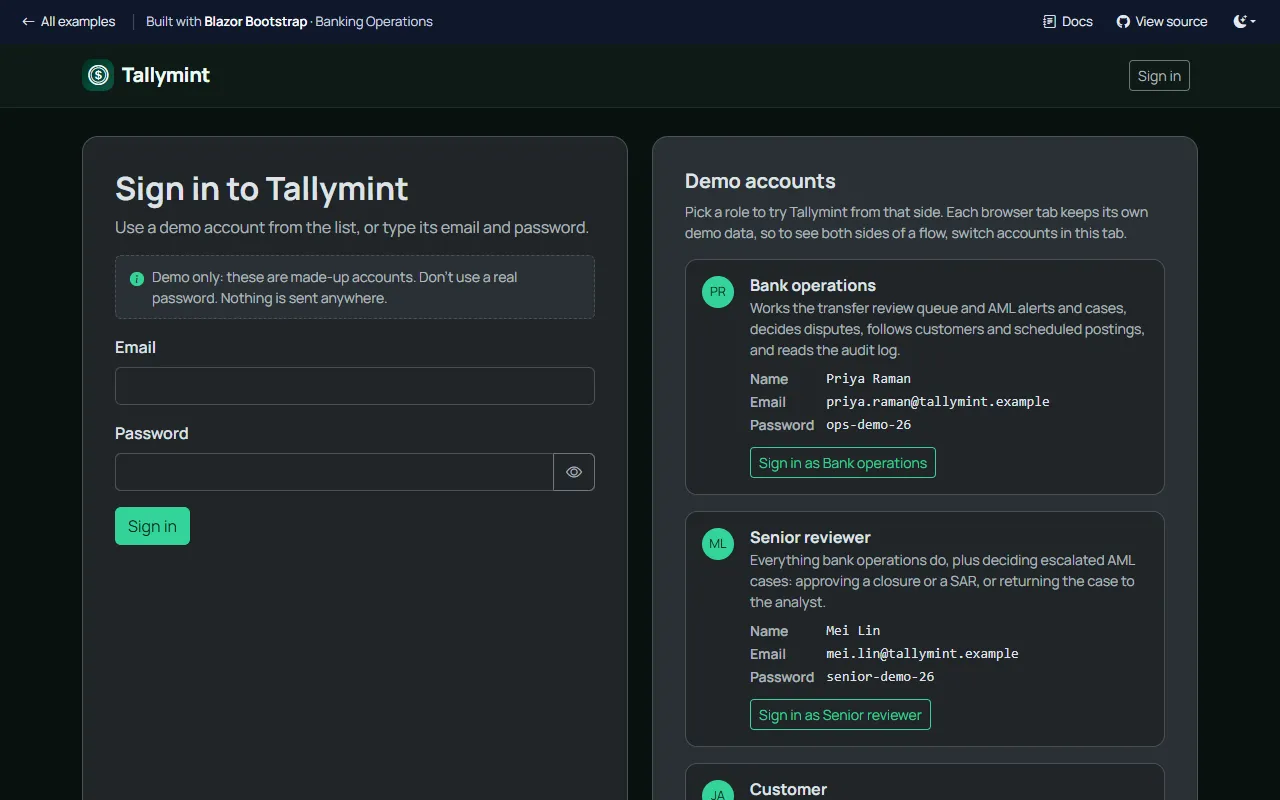 All examples
Built with Blazor Bootstrap · Banking Operations
Docs
View source
Tallymint
Sign in
Sign in to Tallymint
Use a demo account from the list, or type its email and password.
Demo only: these are made-up accounts. Don't use a real
password. Nothing is sent anywhere.
Email
Password
Sign in
Demo accounts
Pick a role to try Tallymint from that side. Each browser tab keeps its own
demo data, so to see both sides of a flow, switch accounts in this tab.
PR
Bank operations
Works the transfer review queue and AML alerts and cases,
decides disputes, follows customers and scheduled postings,
and reads the audit log.
Name Priya Raman
Email priya.raman@tallymint.example
Password ops-demo-26
Sign in as Bank operations
ML
Senior reviewer
Everything bank operations do, plus deciding escalated AML
cases: approving a closure or a SAR, or returning the case to
the analyst.
Name Mei Lin
Email mei.lin@tallymint.example
Password senior-demo-26
Sign in as Senior reviewer
JA
Customer